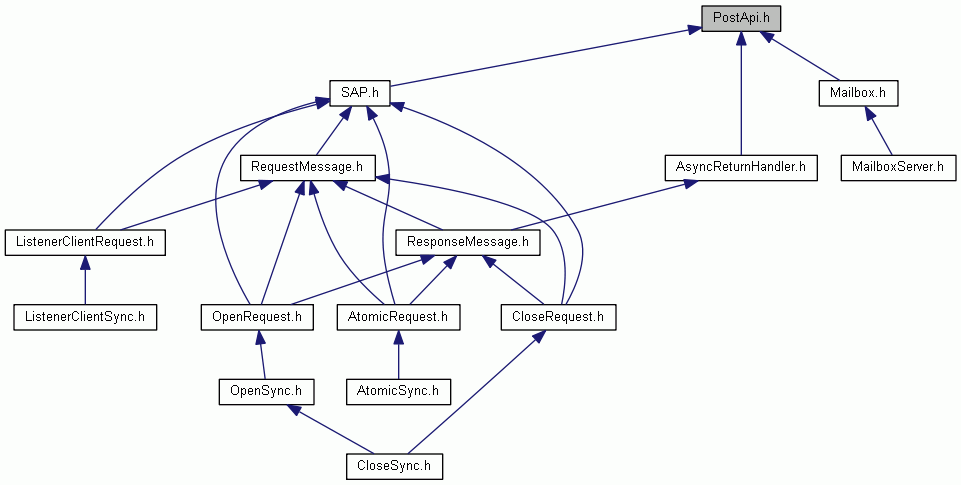 PostApi.h
SAP.h
Mailbox.h
RequestMessage.h
AsyncReturnHandler.h
MailboxServer.h
ListenerClientRequest.h
ResponseMessage.h
ListenerClientSync.h
OpenRequest.h
AtomicRequest.h
CloseRequest.h
OpenSync.h
AtomicSync.h
CloseSync.h